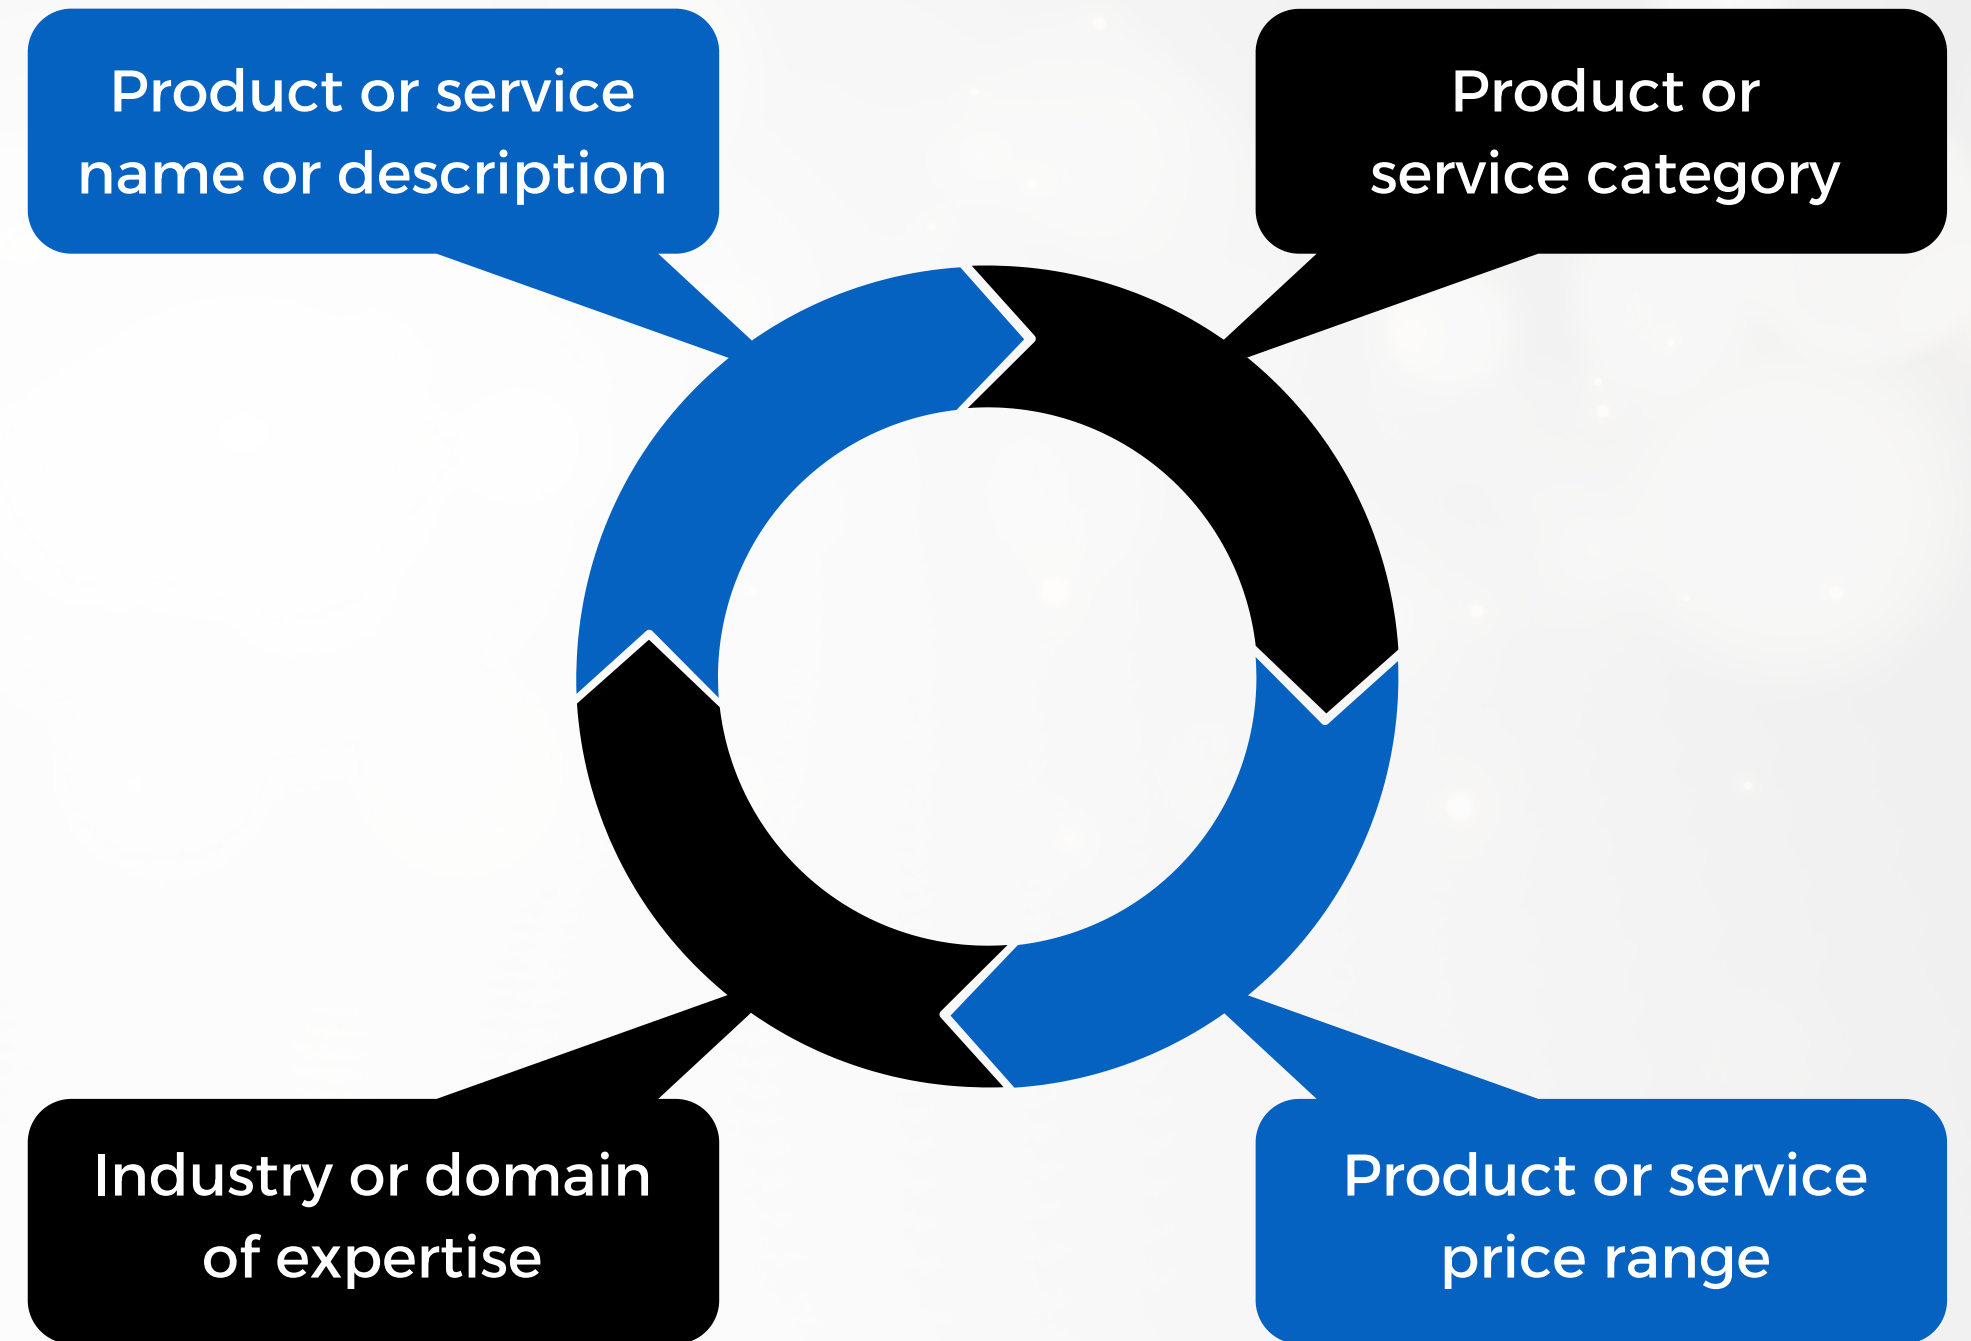 Product or service
name or description
Product or
service category
Industry or domain
of expertise
Product or service
price range